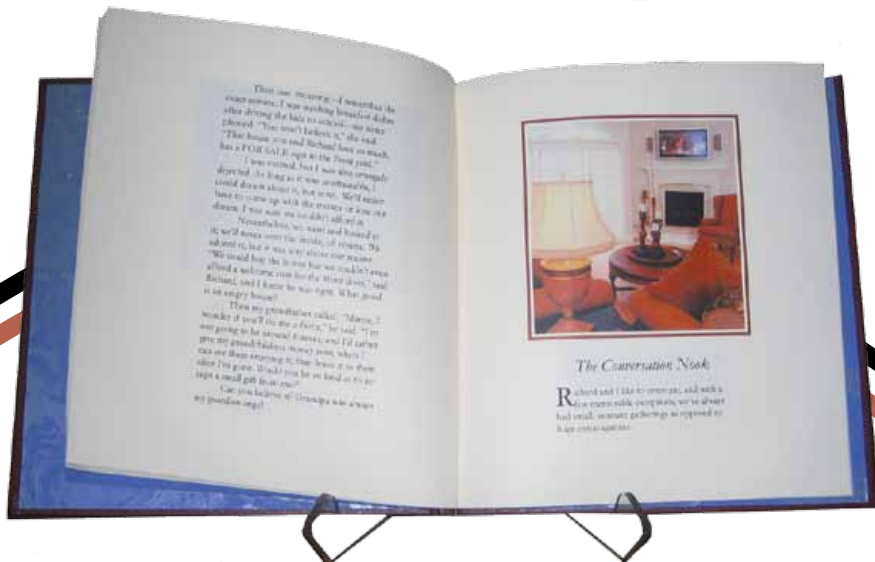 Then one morning—I remember the
exact moment. I was washing breakfast dishes
after driving the kids to school—my sister
phoned. "You won't believe it," she said.
"That house you and Richard love so much,
has a FOR SALE sign in the front yard."
I was excited, but I was also strangely
dejected. As long as it was unattainable, I
could dream about it, but now. We'll either
have to come up with the money or lose our
dream. I was sure we couldn't afford it.
Nevertheless, we went and looked at
it; we'll never over the inside, of course. We
adored it, but it was way above our means.
"We could buy the house but we couldn't even
afford a welcome mat for the front door," said
Richard, and I knew he was right. What good
is an empty house?
Then my grandfather called. "Marcie, I
wonder if you'll do me a favor," he said. "I'm
not going to be around forever, and I'd rather
give my grandchildren money now, when I
can see them enjoying it, than leave it to them
after I'm gone. Would you be so kind as to ac-
cept a small gift from me?"
Can you believe it? Grandpa was always
my guardian angel
The Conversation Nook
Richard and I like to entertain, and with a
few memorable exceptions, we've always
had small, intimate gatherings as opposed to
huge extravaganzas.